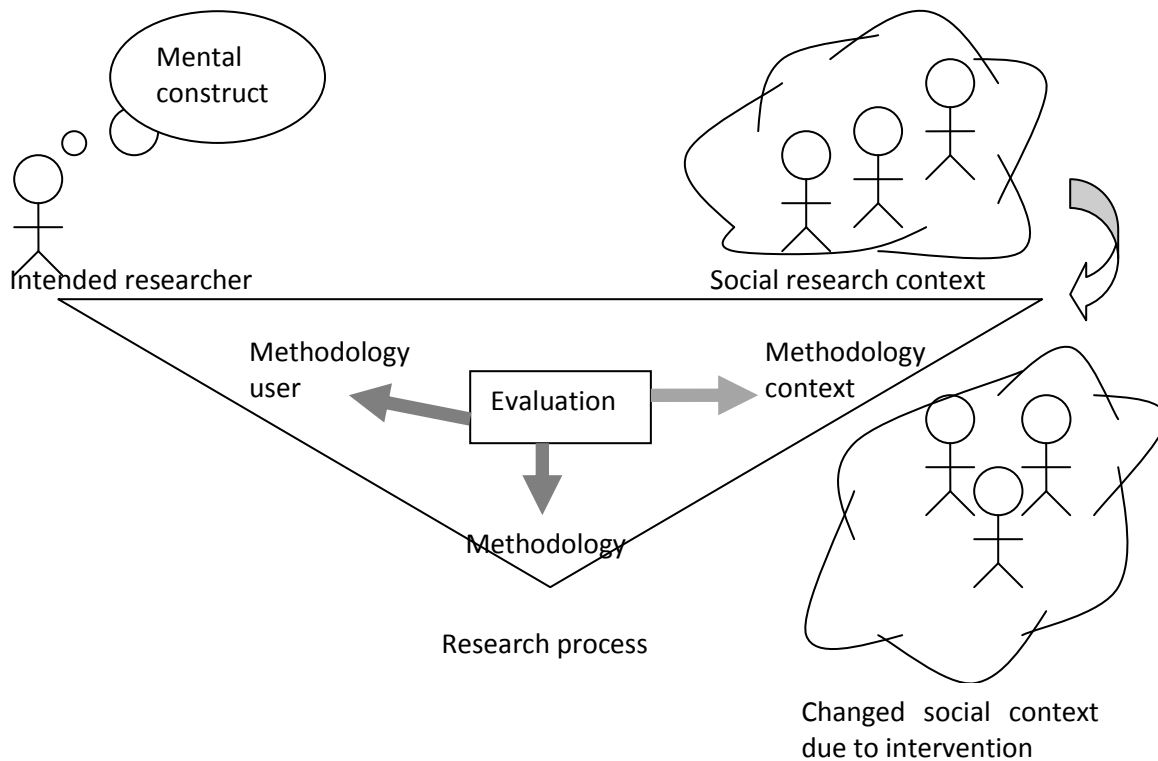 Mental
construct
Intended researcher
Social research context
Methodology
user
Evaluation
Methodology
context
Methodology
Research process
Changed social context
due to intervention